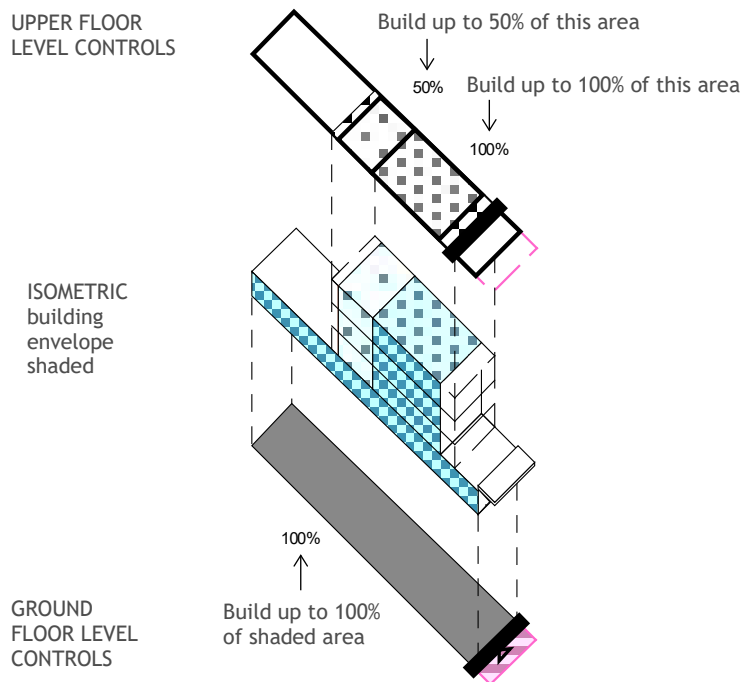 UPPER FLOOR
LEVEL CONTROLS
Build up to 50% of this area
50%
Build up to 100% of this area
100%
ISOMETRIC
building
envelope
shaded
100%
Build up to 100%
of shaded area
GROUND
FLOOR LEVEL
CONTROLS